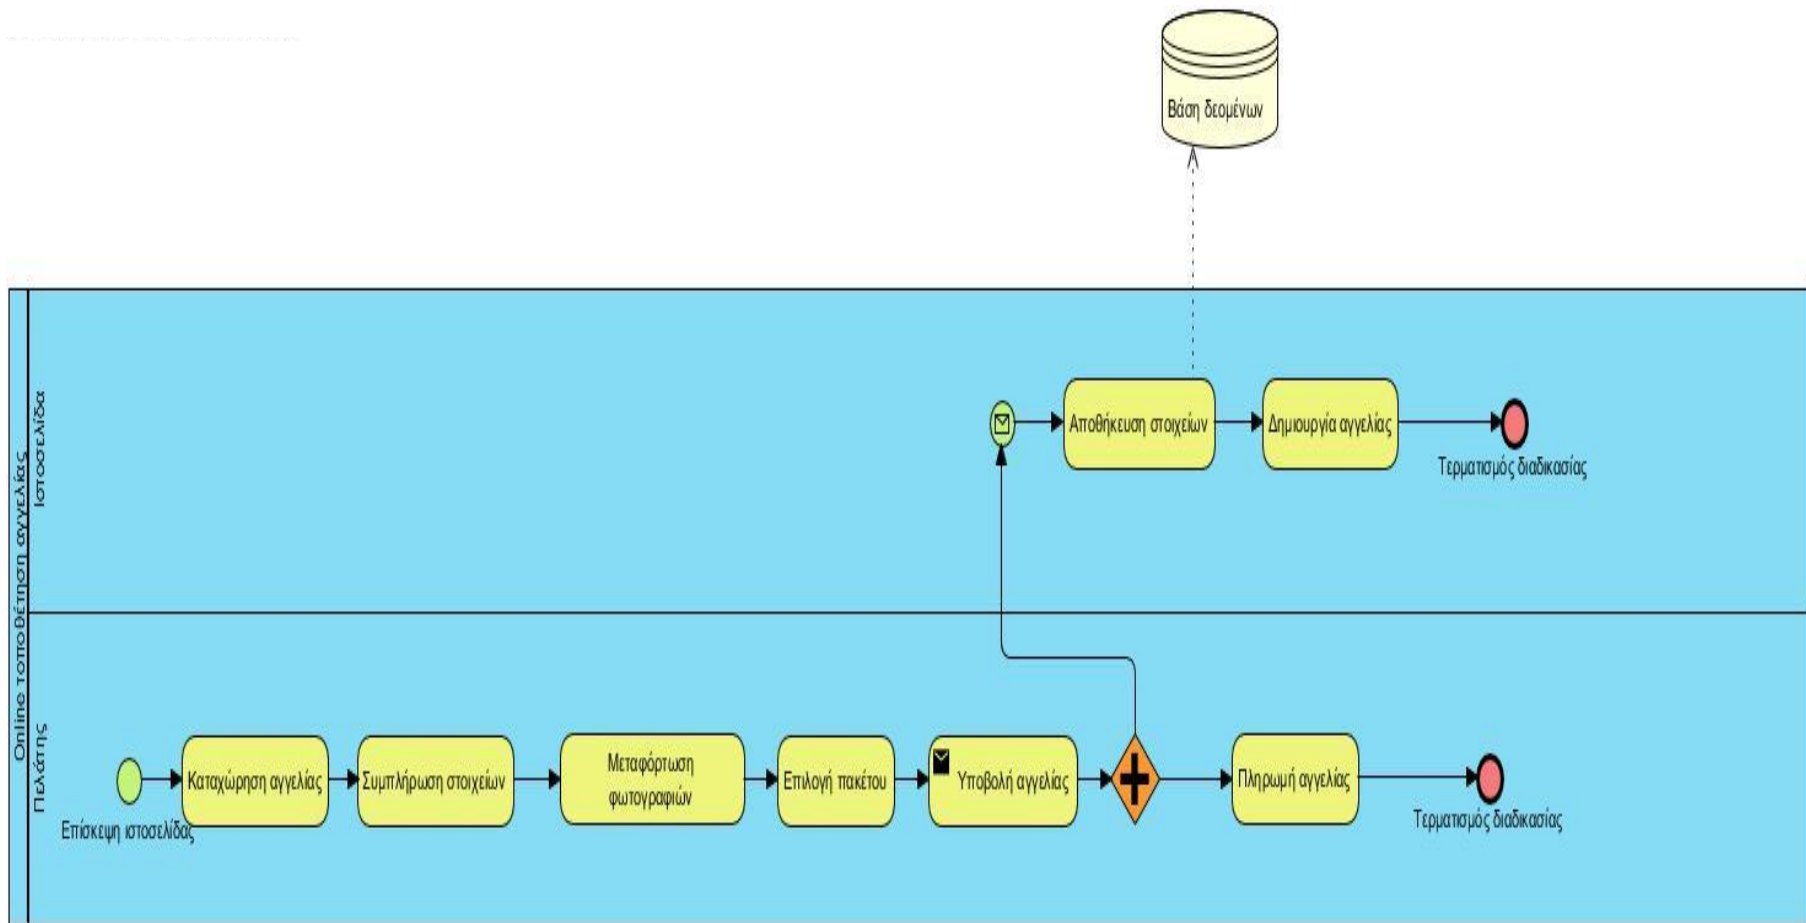 Βάση δεομένων
Online τοποθέτηση αγγελίας
Ιστοσελίδα
Αποθήκευση στοιχείων
Δημιουργία αγγελίας
Τερματισμός διαδικασίας
Πελάτης
Επίσκεψη ιστοσελίδας
Καταχώρηση αγγελίας
Συμπλήρωση στοιχείων
Μεταφόρτωση
φωτογραφιών
Επιλογή πακέτου
Υποβολή αγγελίας
Πληρωμή αγγελίας
Τερματισμός διαδικασίας